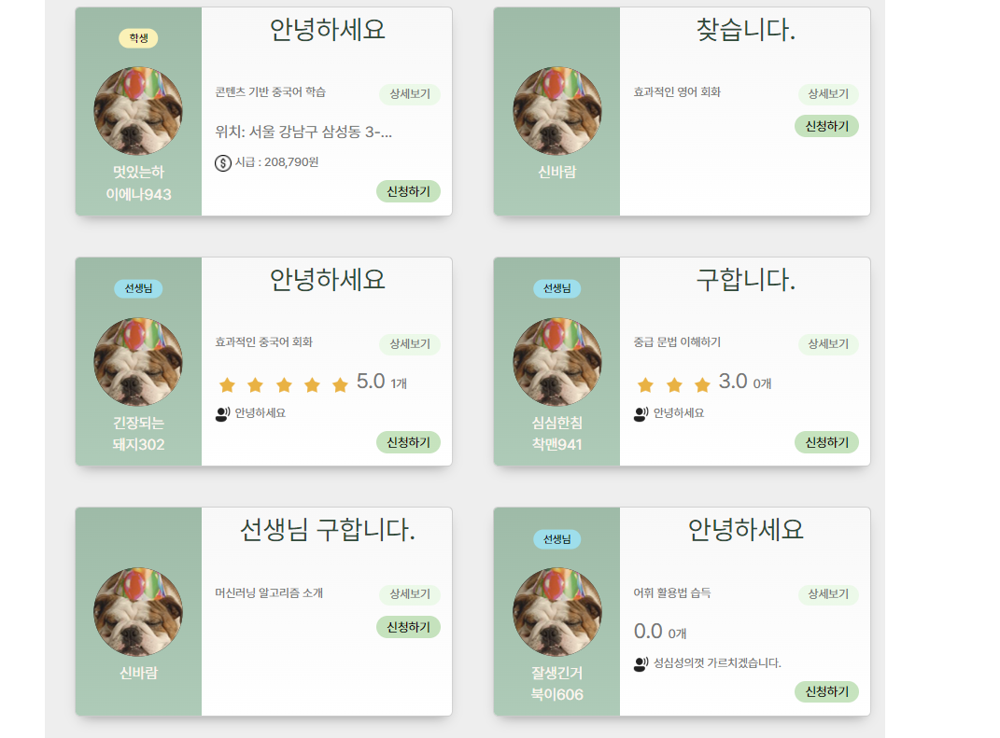 학생
안녕하세요
콘텐츠 기반 중국어 학습
상세보기
위치: 서울 강남구 삼성동 3-...
시급 : 208,790원
멋있는하
이에나943
신청하기
찾습니다.
효과적인 영어 회화
상세보기
신청하기
신바람
선생님
안녕하세요
효과적인 중국어 회화
상세보기
5.0 1개
안녕하세요
긴장되는
돼지302
신청하기
선생님
구합니다.
중급 문법 이해하기
상세보기
3.0 0개
안녕하세요
심심한침
착맨941
신청하기
선생님 구합니다.
머신러닝 알고리즘 소개
상세보기
신청하기
신바람
선생님
안녕하세요
어휘 활용법 습득
상세보기
0.0 0개
성심성의껏 가르치겠습니다.
잘생긴거
북이606
신청하기